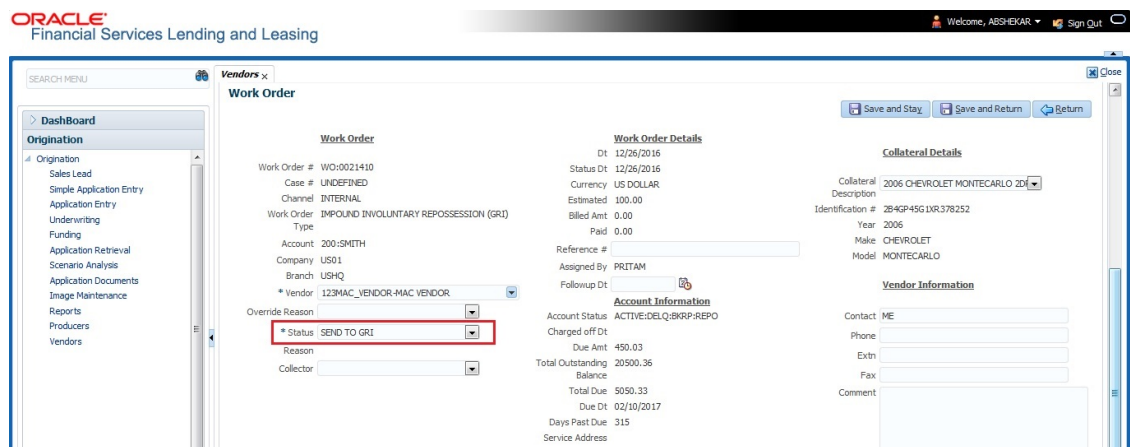 ORACLE
Financial Services Lending and Leasing
Welcome, ABSHEKAR
Sign Out
SEARCH MENU
DashBoard
Origination
Origination
Sales Lead
Simple Application Entry
Application Entry
Underwriting
Funding
Application Retrieval
Scenario Analysis
Application Documents
Image Maintenance
Reports
Producers
Vendors
Vendors x
Close
Work Order
Save and Stay
Save and Return
Return
Work Order
Work Order # WO:0021410
Case # UNDEFINED
Channel INTERNAL
Work Order Type IMPOUND INVOLUNTARY REPOSSESSION (GRI)
Account 200:SMITH
Company US01
Branch USHQ
* Vendor 123MAC_VENDOR-MAC VENDOR
Override Reason
* Status SEND TO GRI
Reason
Collector
Work Order Details
Dt 12/26/2016
Status Dt 12/26/2016
Currency US DOLLAR
Estimated 100.00
Billed Amt 0.00
Paid 0.00
Reference #
Assigned By PRITAM
Followup Dt
Account Information
Account Status ACTIVE:DELQ:BKRP:REPO
Charged off Dt
Due Amt 450.03
Total Outstanding Balance 20500.36
Total Due 5050.33
Due Dt 02/10/2017
Days Past Due 315
Service Address
Collateral Details
Collateral Description 2006 CHEVROLET MONTECARLO 2D
Identification # 2B4GP45G1XR378252
Year 2006
Make CHEVROLET
Model MONTECARLO
Vendor Information
Contact ME
Phone
Extn
Fax
Comment